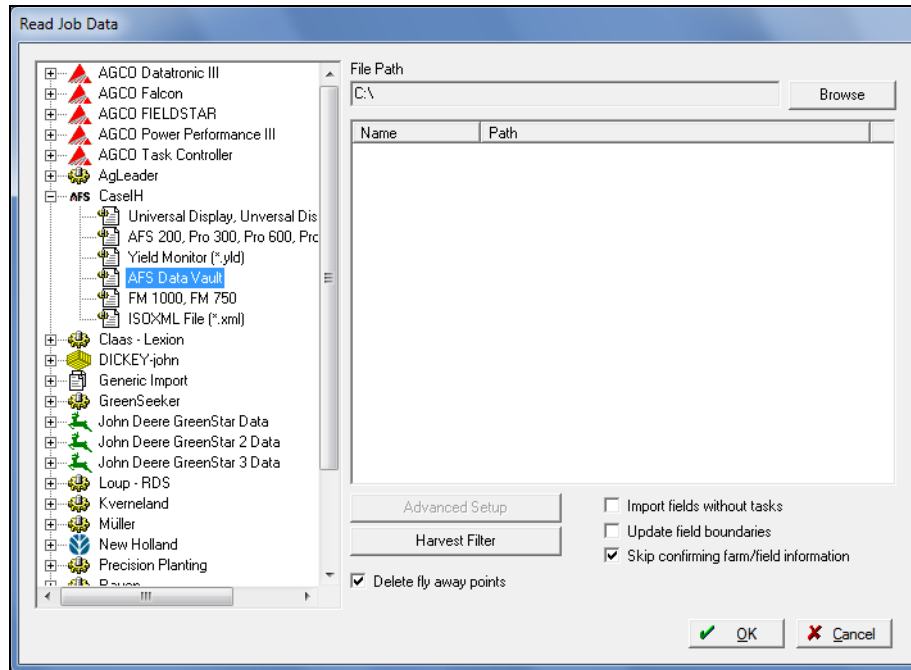 Read Job Data
AGCO Datatronic III
AGCO Falcon
AGCO FIELDSTAR
AGCO Power Performance III
AGCO Task Controller
AgLeader
AFS CaseIH
Universal Display, Unversal Dis
AFS 200, Pro 300, Pro 600, Prc
Yield Monitor (*.yld)
AFS Data Vault
FM 1000, FM 750
ISOXML File (*.xml)
Claas - Lexion
DICKEY-john
Generic Import
GreenSeeker
John Deere GreenStar Data
John Deere GreenStar 2 Data
John Deere GreenStar 3 Data
Loup - RDS
Kverneland
Müller
New Holland
Precision Planting
File Path
C:\
Browse
Name Path
Advanced Setup
Harvest Filter
Delete fly away points
Import fields without tasks
Update field boundaries
Skip confirming farm/field information
OK
Cancel